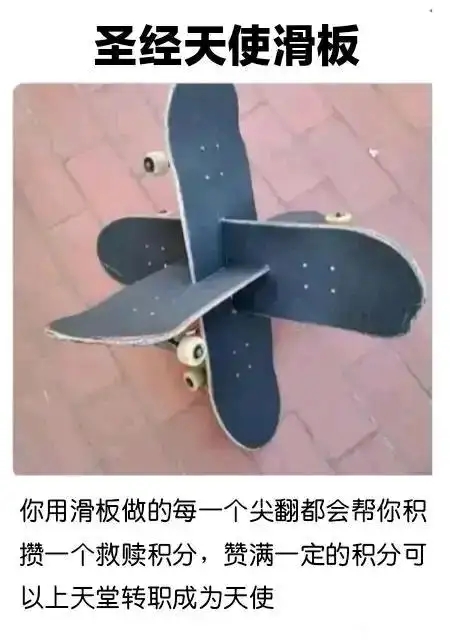 圣经天使滑板
你用滑板做的每一个尖翻都会帮你积
攒一个救赎积分，赞满一定的积分可
以上天堂转职成为天使